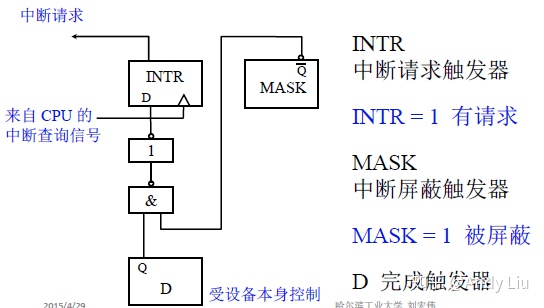 中断请求
INTR
D
来自 CPU 的
中断查询信号
1
&
Q
D
受设备本身控制
Q
MASK
INTR
中断请求触发器
INTR = 1 有请求
MASK
中断屏蔽触发器
MASK = 1 被屏蔽
D 完成触发器
2015/4/29
哈尔滨工业大学 刘宏伟